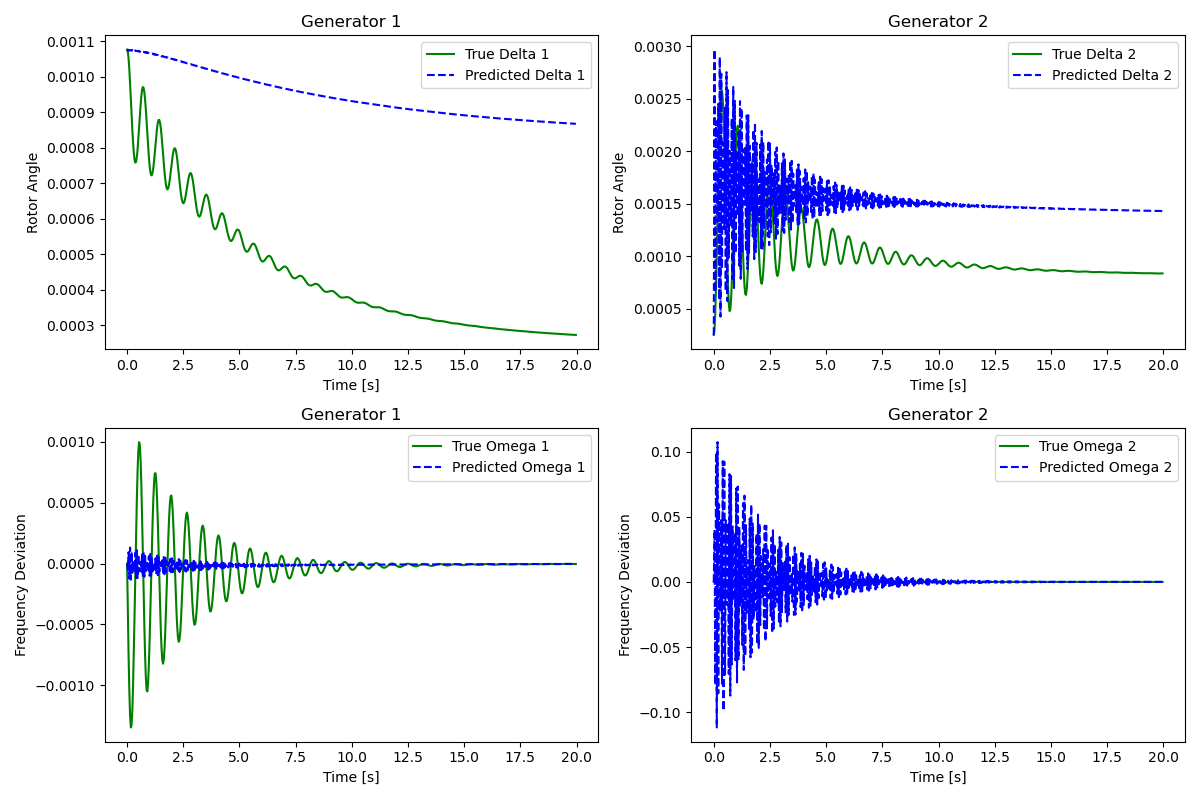 Generator 1
True Delta 1
Predicted Delta 1
Rotor Angle
0.0011
0.0010
0.0009
0.0008
0.0007
0.0006
0.0005
0.0004
0.0003
0.0 2.5 5.0 7.5 10.0 12.5 15.0 17.5 20.0
Time [s]
Generator 2
True Delta 2
Predicted Delta 2
Rotor Angle
0.0030
0.0025
0.0020
0.0015
0.0010
0.0005
0.0 2.5 5.0 7.5 10.0 12.5 15.0 17.5 20.0
Time [s]
Generator 1
True Omega 1
Predicted Omega 1
Frequency Deviation
0.0010
0.0005
0.0000
−0.0005
−0.0010
0.0 2.5 5.0 7.5 10.0 12.5 15.0 17.5 20.0
Time [s]
Generator 2
True Omega 2
Predicted Omega 2
Frequency Deviation
0.10
0.05
0.00
−0.05
−0.10
0.0 2.5 5.0 7.5 10.0 12.5 15.0 17.5 20.0
Time [s]